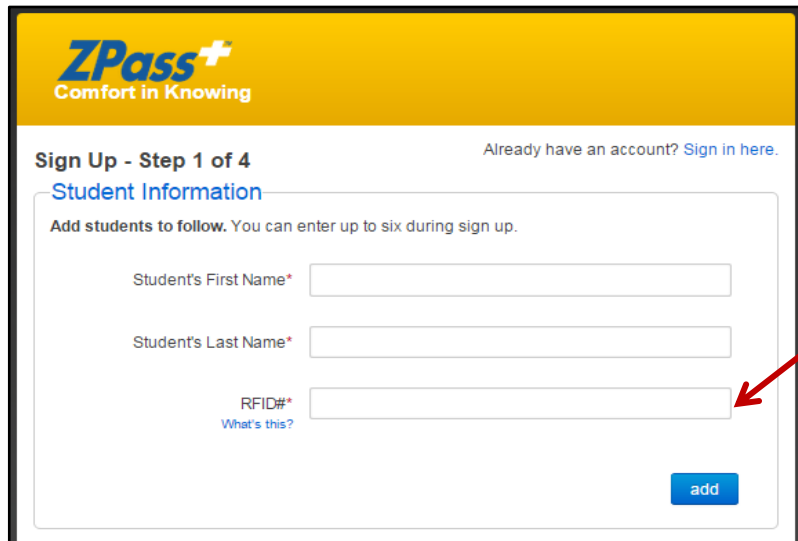 ZPass+™
Comfort in Knowing
Sign Up - Step 1 of 4
Already have an account? Sign in here.
Student Information
Add students to follow. You can enter up to six during sign up.
Student's First Name*
Student's Last Name*
RFID#*
What's this?
add